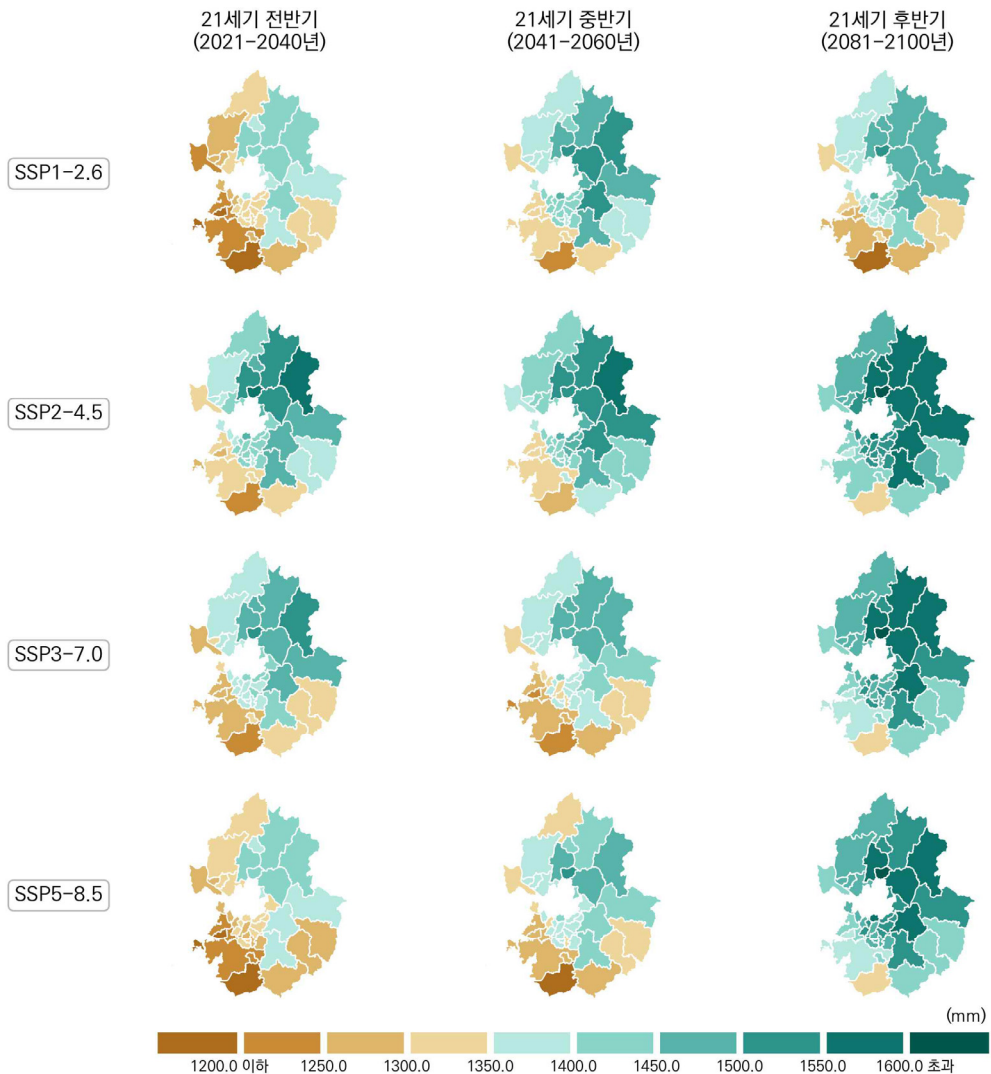 21세기 전반기
(2021-2040년)
21세기 중반기
(2041-2060년)
21세기 후반기
(2081-2100년)
SSP1-2.6
SSP2-4.5
SSP3-7.0
SSP5-8.5
(mm)
1200.0 이하 1250.0 1300.0 1350.0 1400.0 1450.0 1500.0 1550.0 1600.0 초과